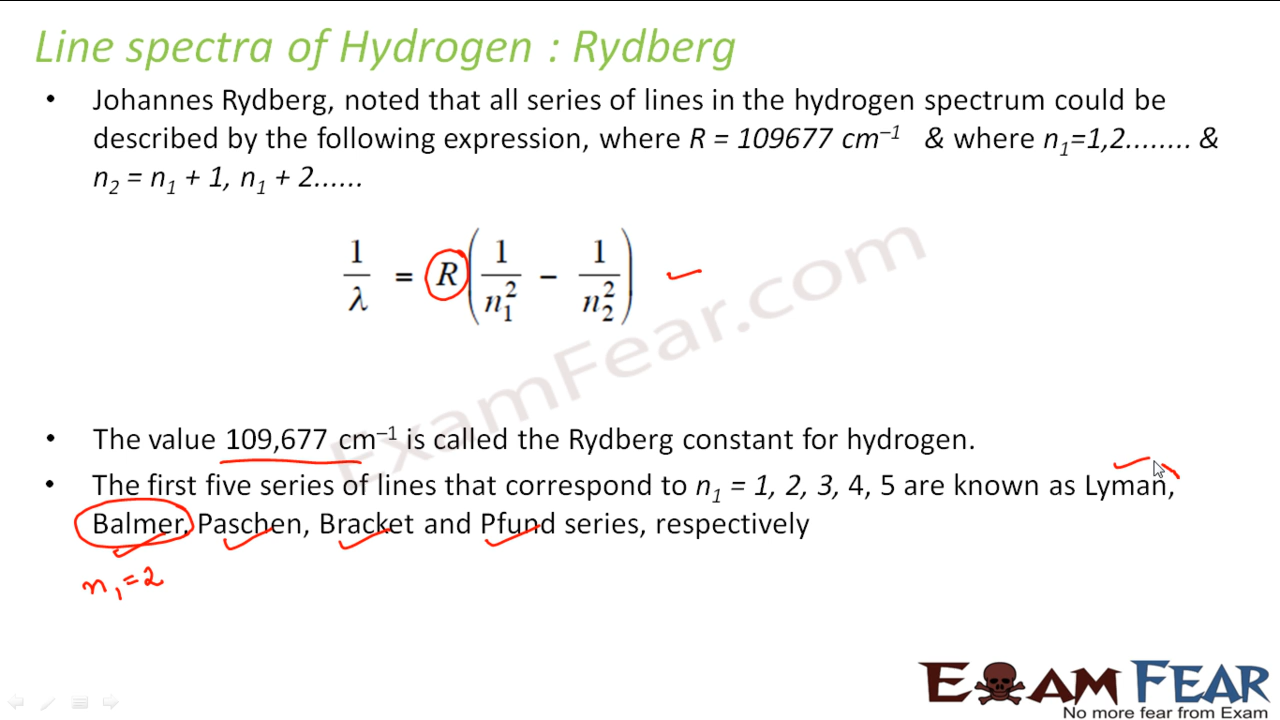 Line spectra of Hydrogen : Rydberg
• Johannes Rydberg, noted that all series of lines in the hydrogen spectrum could be
described by the following expression, where R = 109677 cm⁻¹ & where n₁=1,2........ &
n₂ = n₁ + 1, n₁ + 2......
1/λ = R(1/n₁² − 1/n₂²)
ExamFear.com
• The value 109,677 cm⁻¹ is called the Rydberg constant for hydrogen.
• The first five series of lines that correspond to n₁ = 1, 2, 3, 4, 5 are known as Lyman,
Balmer, Paschen, Bracket and Pfund series, respectively
n₁=2
EXAM FEAR
No more fear from Exam